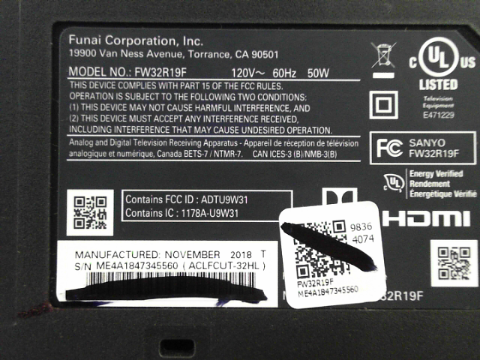 Funai Corporation, Inc.
19900 Van Ness Avenue, Torrance, CA 90501
MODEL NO.: FW32R19F 120V~ 60Hz 50W
THIS DEVICE COMPLIES WITH PART 15 OF THE FCC RULES.
OPERATION IS SUBJECT TO THE FOLLOWING TWO CONDITIONS:
(1) THIS DEVICE MAY NOT CAUSE HARMFUL INTERFERENCE, AND
(2) THIS DEVICE MUST ACCEPT ANY INTERFERENCE RECEIVED,
INCLUDING INTERFERENCE THAT MAY CAUSE UNDESIRED OPERATION.
Analog and Digital Television Receiving Apparatus - Appareil de réception de télévision
analogique et numérique, Canada BETS-7 / NTMR-7. CAN ICES-3 (B)/NMB-3(B)
c UL US
LISTED
Television
Equipment
E471229
FC SANYO
FW32R19F
Energy Verified
Rendement
Énergétique Vérifié
c UL
HDMI
Contains FCC ID : ADTU9W31
Contains IC : 1178A-U9W31
MANUFACTURED: NOVEMBER 2018 T
S/N ME4A1847345560 (ACLFCUT-32HL)
9836
4074
FW32R19F
ME4A1847345560
W32R19F